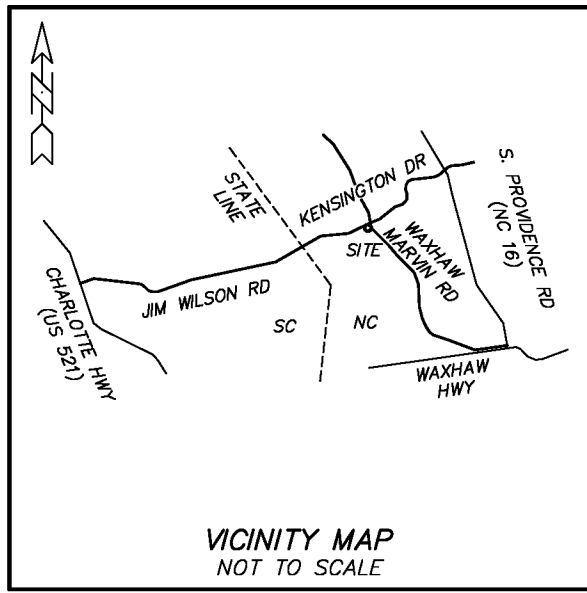 N
STATE
LINE
KENSINGTON DR
S. PROVIDENCE RD
(NC 16)
SITE
WAXHAW
MARVIN RD
CHARLOTTE HWY
(US 521)
JIM WILSON RD
SC
NC
WAXHAW
HWY
VICINITY MAP
NOT TO SCALE